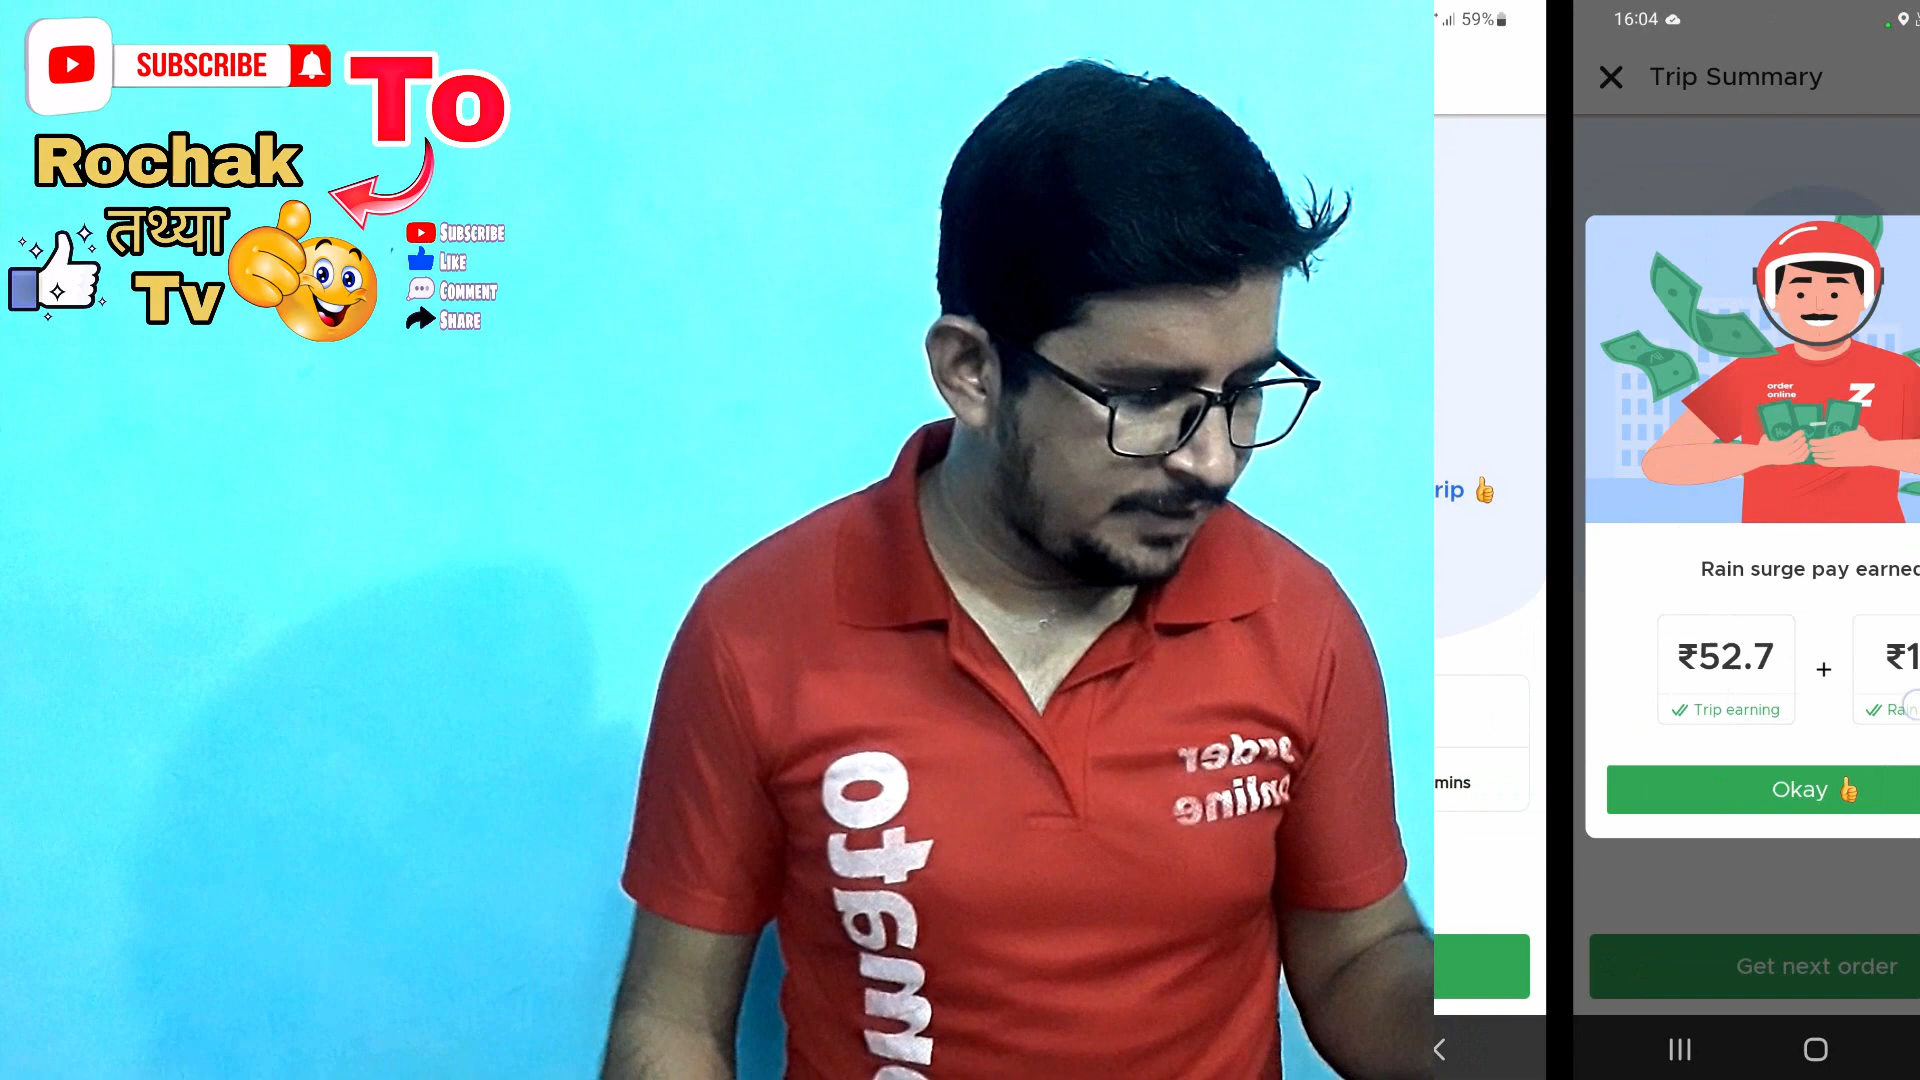 SUBSCRIBE
To
Rochak
तथ्या
Tv
SUBSCRIBE
LIKE
COMMENT
SHARE
order
online
zomato
59%
rip 👍
mins
16:04
Trip Summary
order
online
Z
Rain surge pay earned
₹52.7
+
₹1
Trip earning
Rain
Okay 👍
Get next order